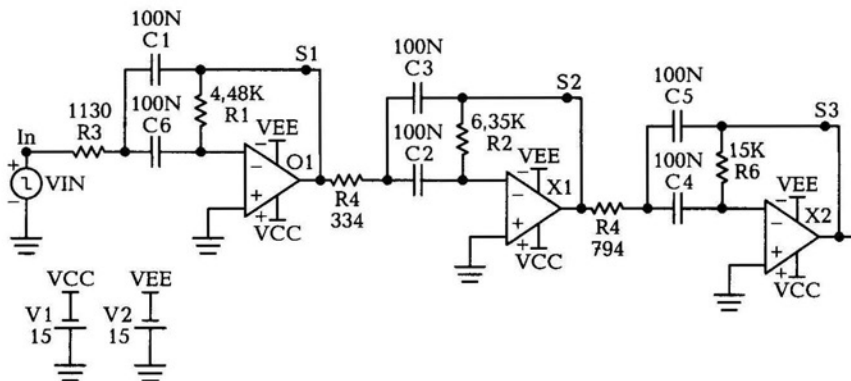 100N
C1
S1
1130
R3
100N
C6
4,48K
R1
In
VIN
VEE
O1
VCC
R4
334
100N
C3
S2
100N
C2
6,35K
R2
VEE
X1
VCC
R4
794
100N
C5
S3
100N
C4
15K
R6
VEE
X2
VCC
VCC
V1
15
VEE
V2
15